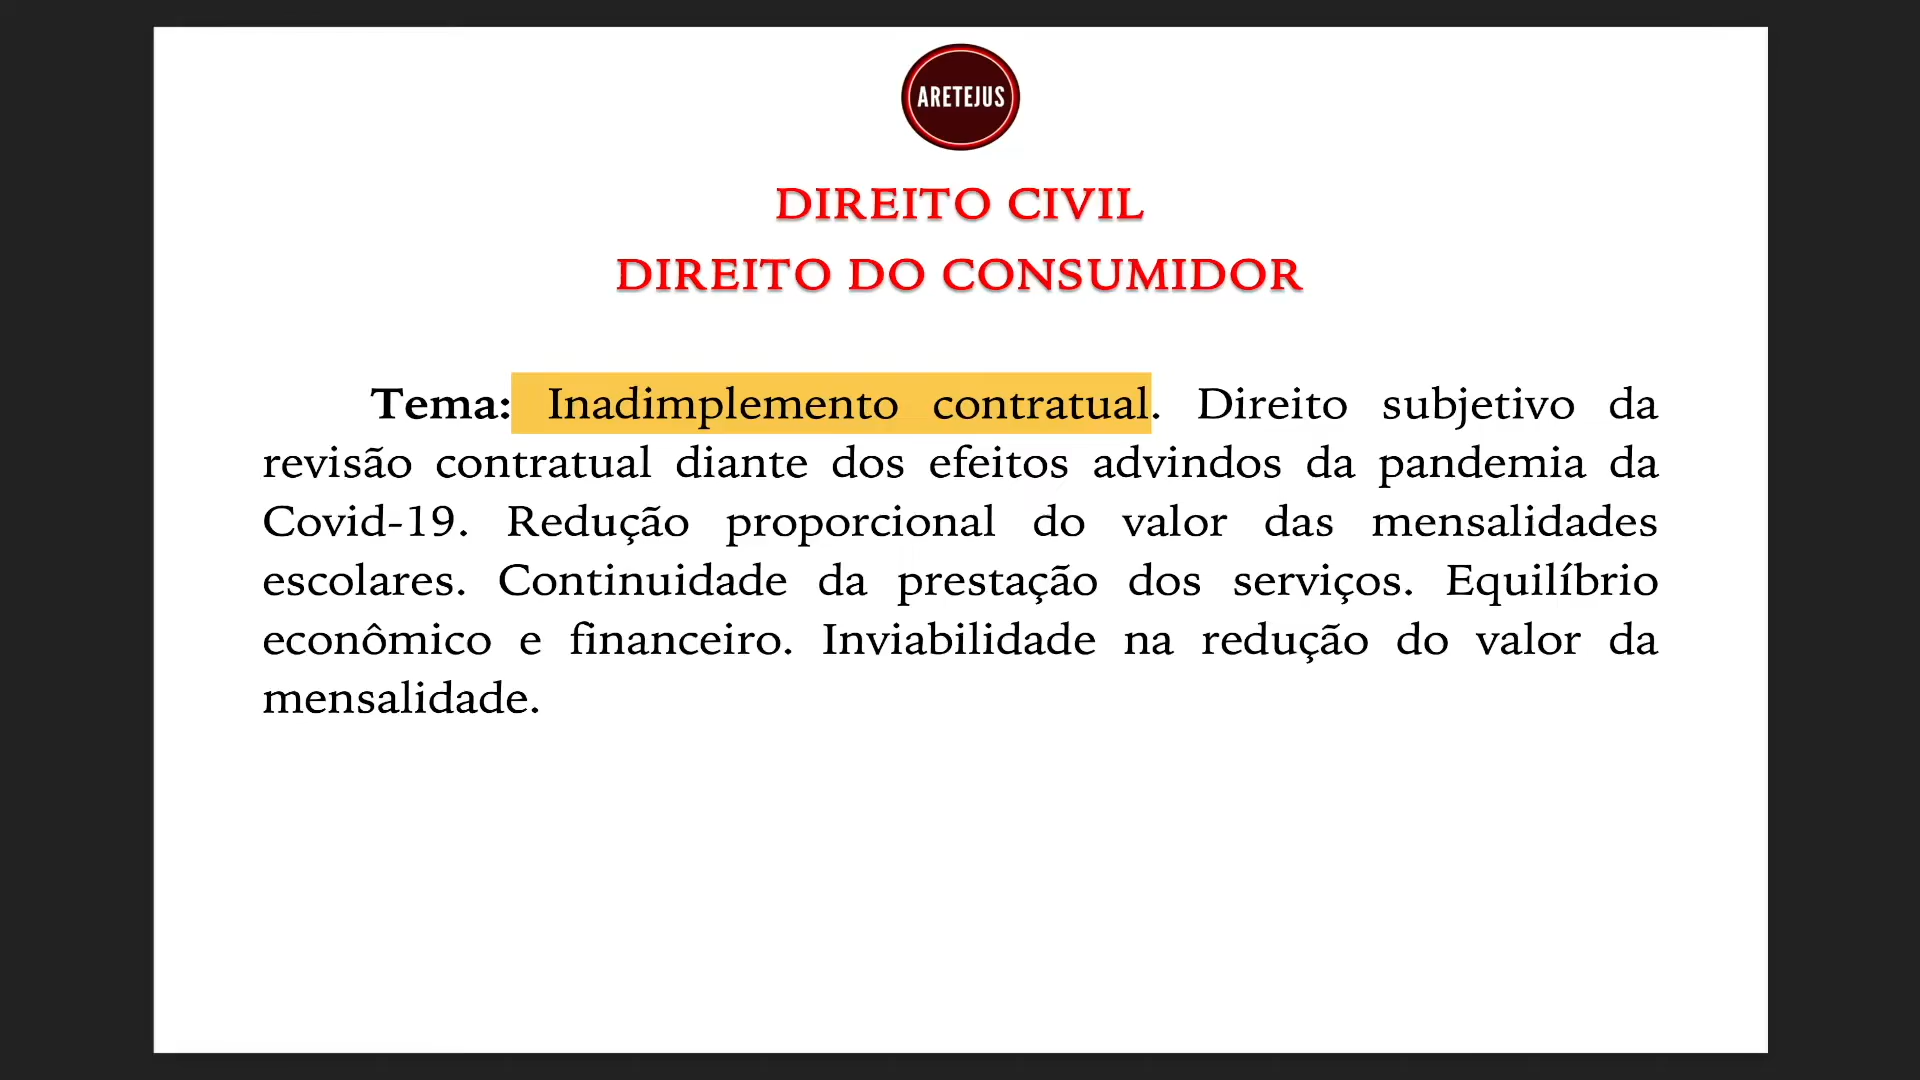 ARETEJUS
DIREITO CIVIL
DIREITO DO CONSUMIDOR
Tema: Inadimplemento contratual. Direito subjetivo da
revisão contratual diante dos efeitos advindos da pandemia da
Covid-19. Redução proporcional do valor das mensalidades
escolares. Continuidade da prestação dos serviços. Equilíbrio
econômico e financeiro. Inviabilidade na redução do valor da
mensalidade.